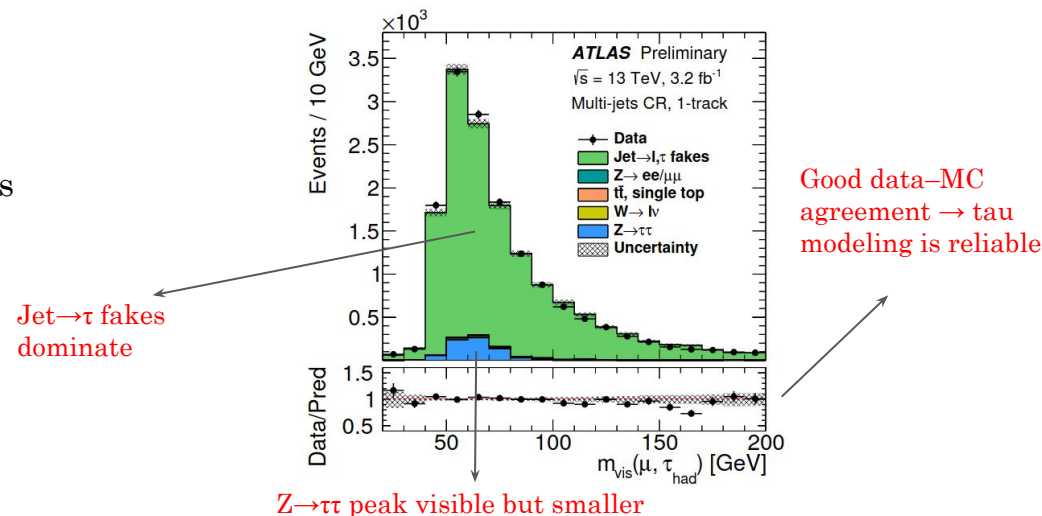 ×10³
3.5
3
2.5
2
1.5
1
0.5
Events / 10 GeV
ATLAS Preliminary
√s = 13 TeV, 3.2 fb⁻¹
Multi-jets CR, 1-track
Data
Jet→l,τ fakes
Z→ ee/μμ
tt̄, single top
W→ lν
Z→ττ
Uncertainty
s
Jet→τ fakes
dominate
Good data–MC
agreement → tau
modeling is reliable
1.5
1
0.5
Data/Pred
50 100 150 200
m_vis(μ, τ_had) [GeV]
Z→ττ peak visible but smaller